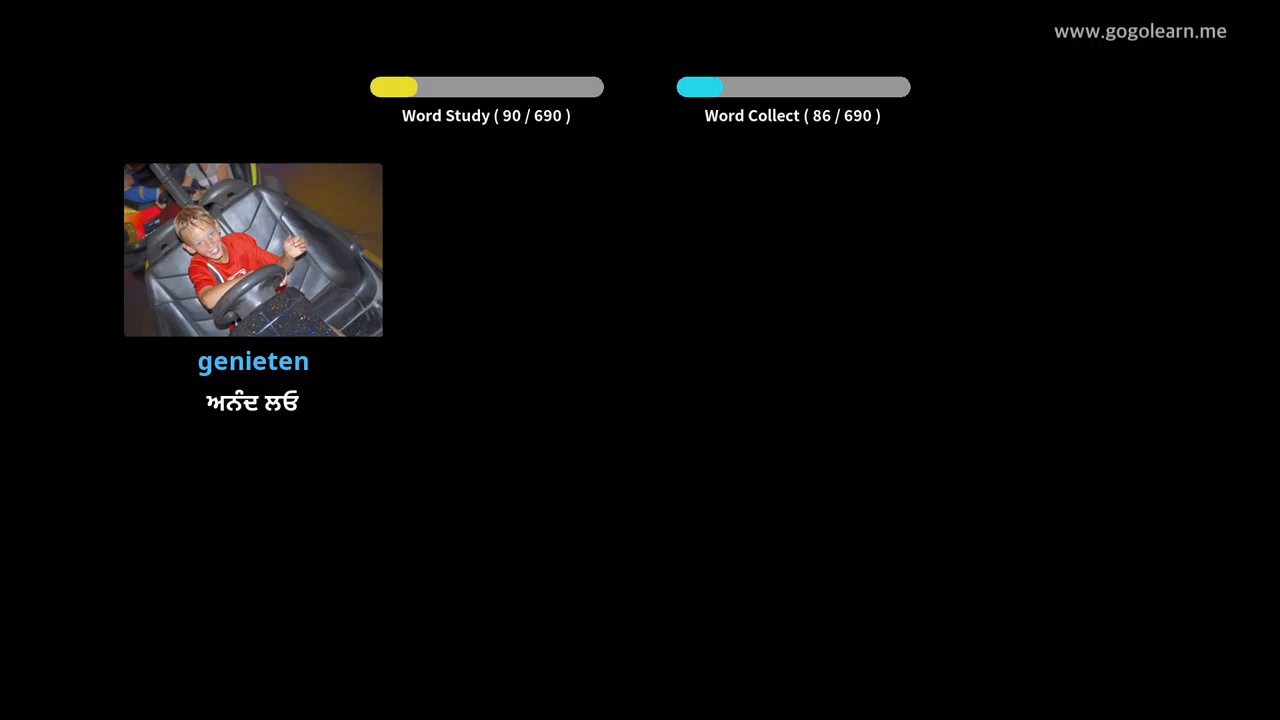 www.gogolearn.me
Word Study ( 90 / 690 )
Word Collect ( 86 / 690 )
genieten
ਅਨੰਦ ਲਓ